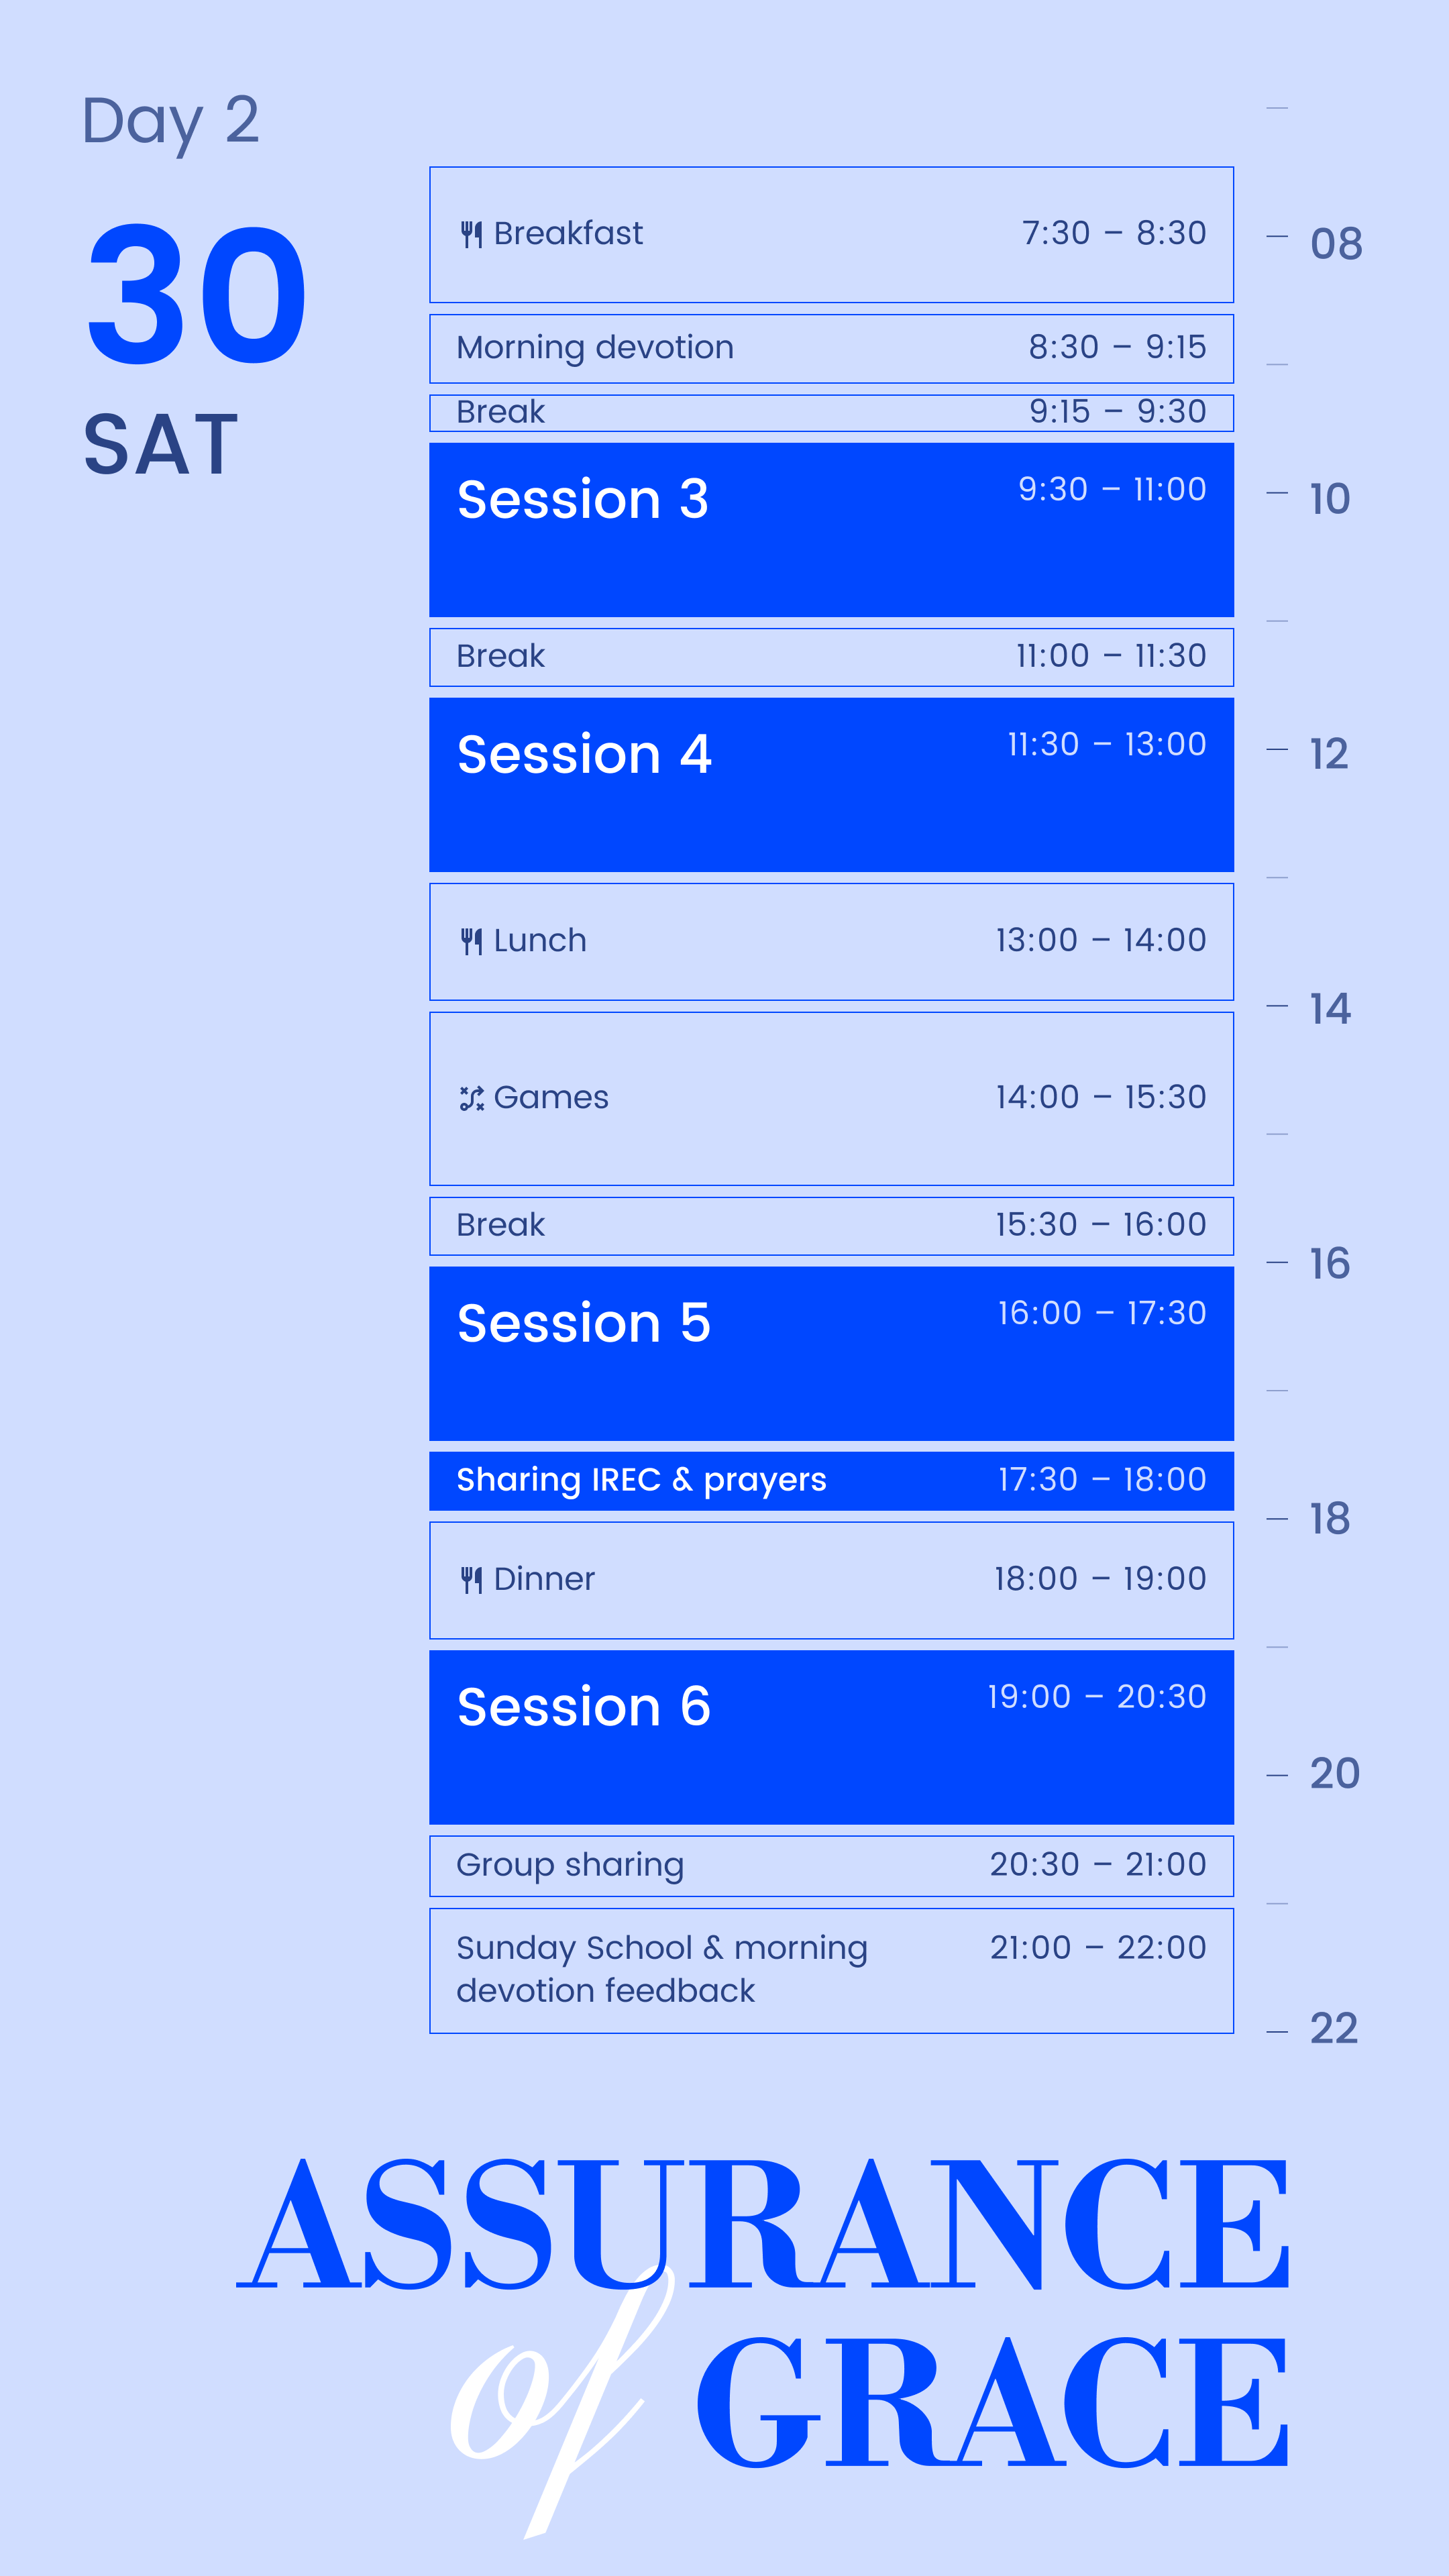 Day 2
30
SAT
Breakfast 7:30 – 8:30
08
Morning devotion 8:30 – 9:15
Break 9:15 – 9:30
Session 3 9:30 – 11:00
10
Break 11:00 – 11:30
Session 4 11:30 – 13:00
12
Lunch 13:00 – 14:00
14
Games 14:00 – 15:30
Break 15:30 – 16:00
16
Session 5 16:00 – 17:30
Sharing IREC & prayers 17:30 – 18:00
18
Dinner 18:00 – 19:00
Session 6 19:00 – 20:30
20
Group sharing 20:30 – 21:00
Sunday School & morning 21:00 – 22:00
devotion feedback
22
ASSURANCE
of GRACE